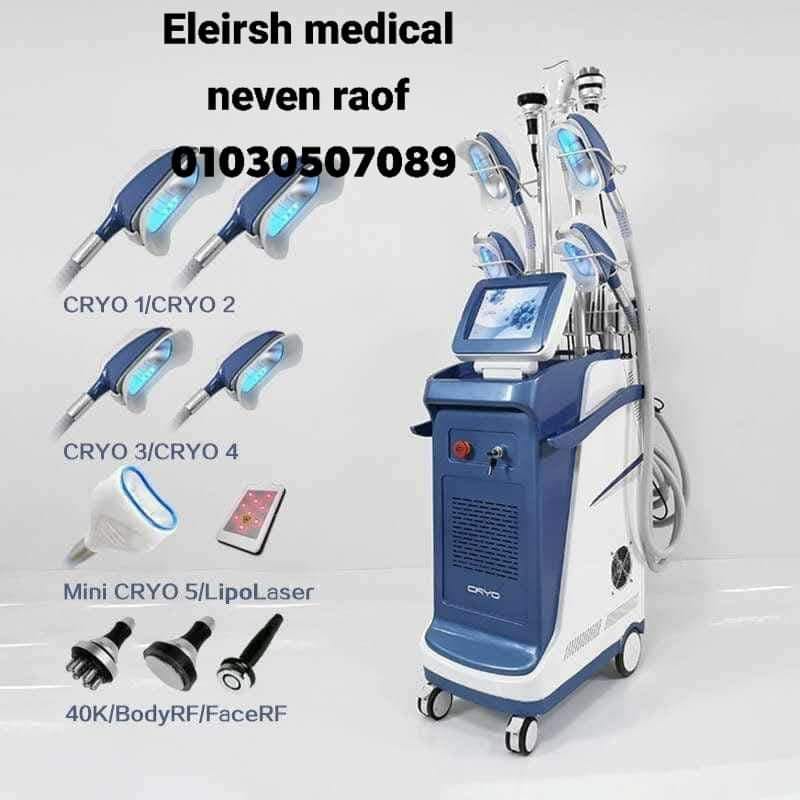 Eleirsh medical
neven raof
01030507089
CRYO 1/CRYO 2
CRYO 3/CRYO 4
Mini CRYO 5/LipoLaser
40K/BodyRF/FaceRF
CRYO